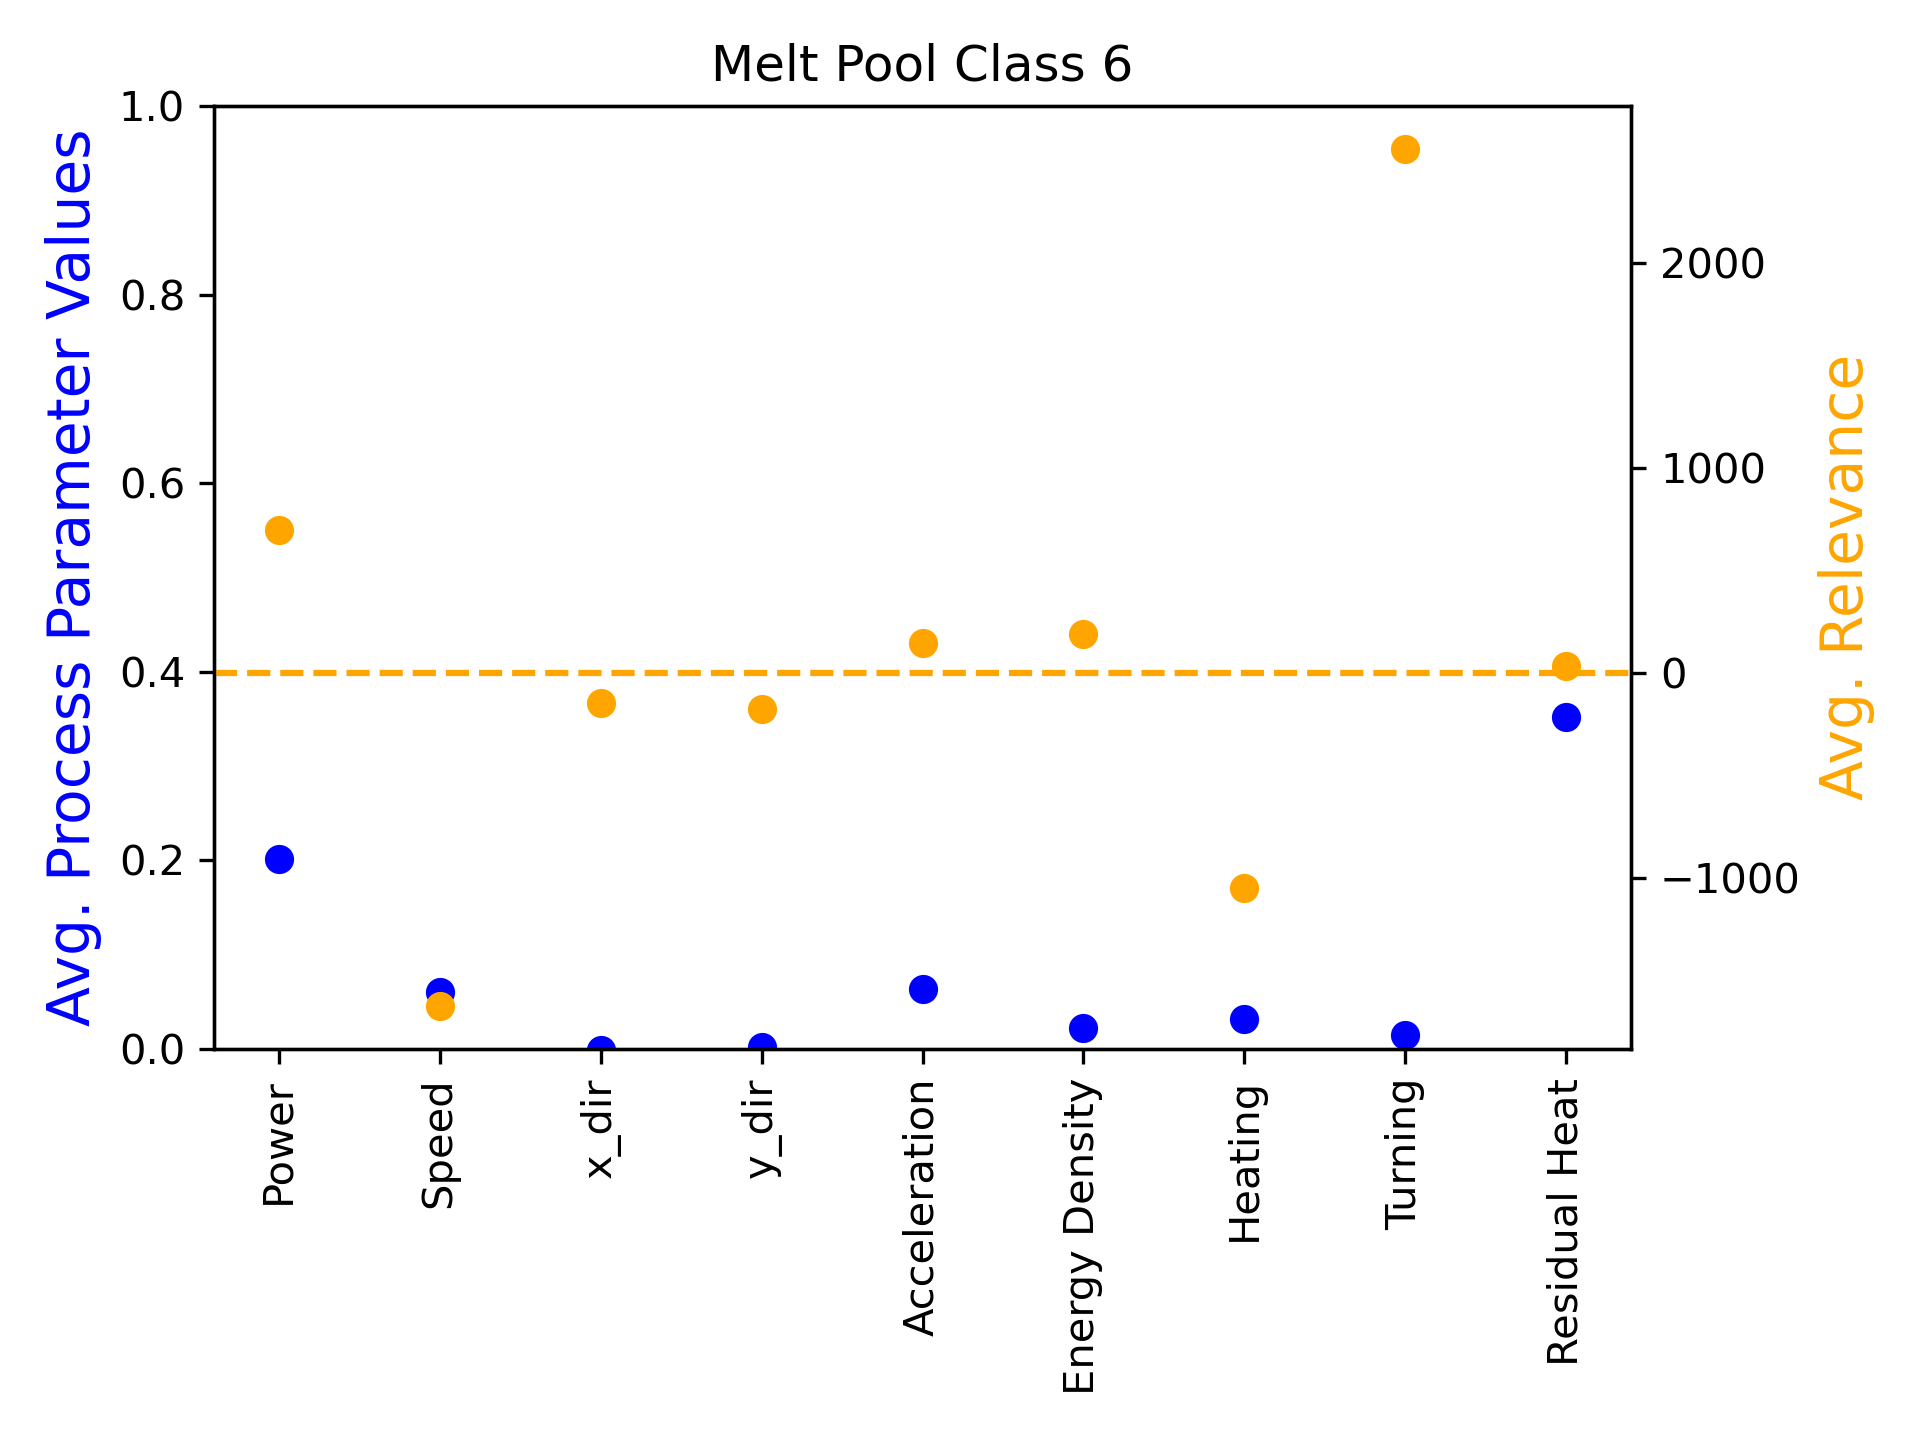 Melt Pool Class 6
Avg. Process Parameter Values
1.0
0.8
0.6
0.4
0.2
0.0
2000
1000
0
−1000
Avg. Relevance
Power
Speed
x_dir
y_dir
Acceleration
Energy Density
Heating
Turning
Residual Heat